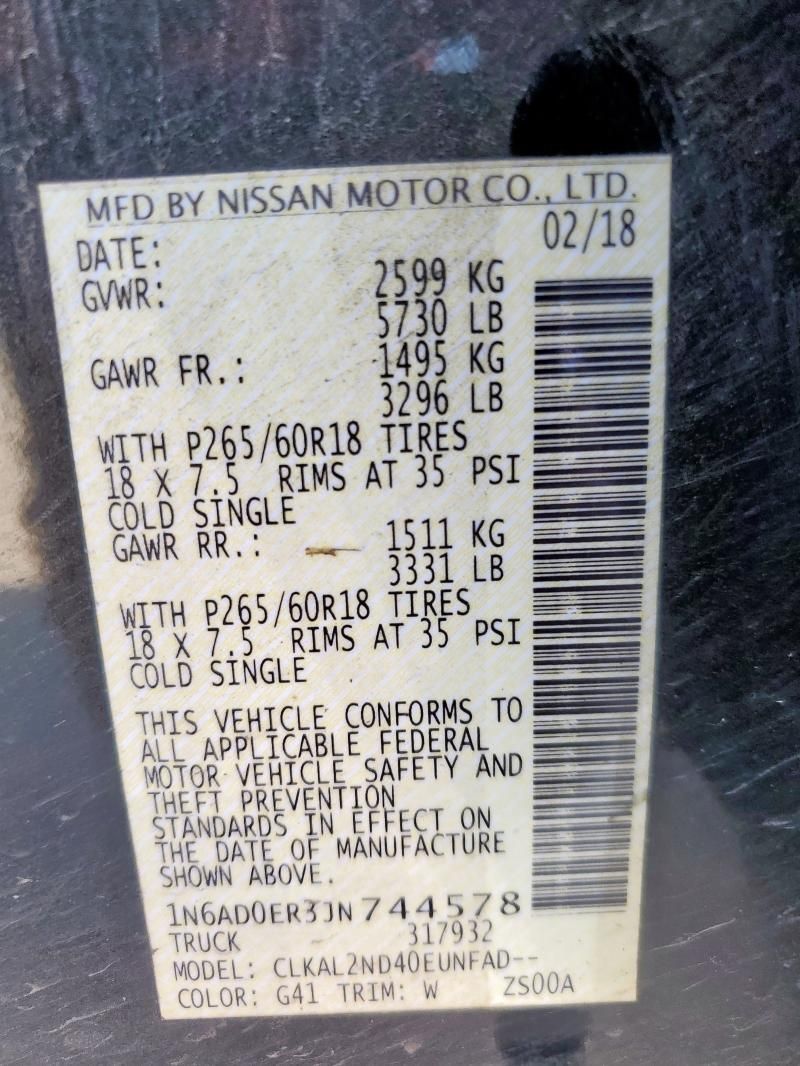 MFD BY NISSAN MOTOR CO., LTD.
DATE: 02/18
GVWR: 2599 KG
5730 LB
GAWR FR.: 1495 KG
3296 LB
WITH P265/60R18 TIRES
18 X 7.5 RIMS AT 35 PSI
COLD SINGLE
GAWR RR.: 1511 KG
3331 LB
WITH P265/60R18 TIRES
18 X 7.5 RIMS AT 35 PSI
COLD SINGLE
THIS VEHICLE CONFORMS TO
ALL APPLICABLE FEDERAL
MOTOR VEHICLE SAFETY AND
THEFT PREVENTION
STANDARDS IN EFFECT ON
THE DATE OF MANUFACTURE
SHOWN ABOVE.
1N6AD0ER3JN744578
TRUCK 317932
MODEL: CLKAL2ND40EUNFAD--
COLOR: G41 TRIM: W ZS00A